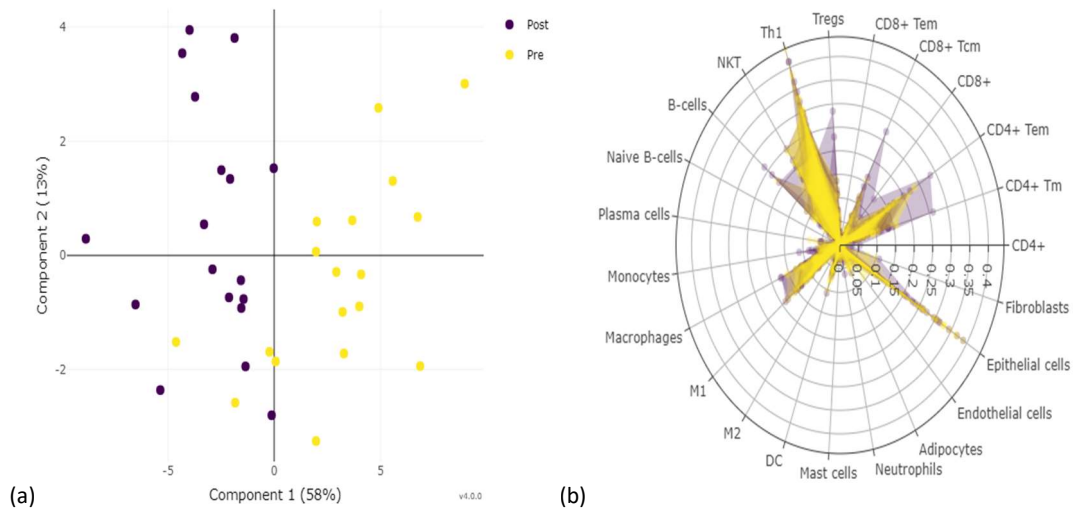 4
2
0
-2
-5
0
5
Component 2 (13%)
Component 1 (58%)
v4.0.0
Post
Pre
(a)
Tregs
CD8+ Tem
CD8+ Tcm
CD8+
CD4+ Tem
CD4+ Tm
CD4+
Fibroblasts
Epithelial cells
Endothelial cells
Adipocytes
Neutrophils
Mast cells
DC
M2
M1
Macrophages
Monocytes
Plasma cells
Naive B-cells
B-cells
NKT
Th1
0
0.05
0.1
0.15
0.2
0.25
0.3
0.35
0.4
(b)